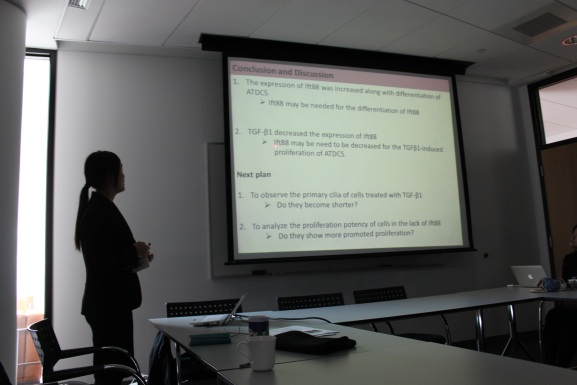 Conclusion and Discussion
1. The expression of Ift88 was increased along with differentiation of
ATDC5
➢ Ift88 may be needed for the differentiation of Ift88
2. TGF-β1 decreased the expression of Ift88
➢ Ift88 may be need to be decreased for the TGFβ1-induced
proliferation of ATDC5.
Next plan
1. To observe the primary cilia of cells treated with TGF-β1
➢ Do they become shorter?
2. To analyze the proliferation potency of cells in the lack of Ift88
➢ Do they show more promoted proliferation?